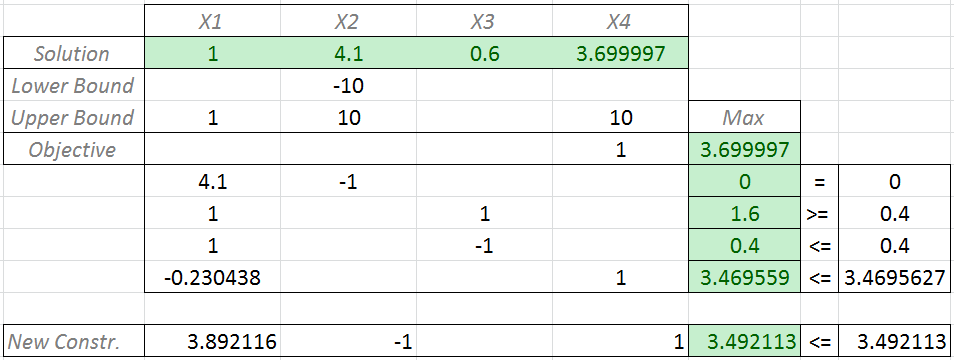 X1 X2 X3 X4
Solution 1 4.1 0.6 3.699997
Lower Bound -10
Upper Bound 1 10 10 Max
Objective 1 3.699997
4.1 -1 0 = 0
1 1 1.6 >= 0.4
1 -1 0.4 <= 0.4
-0.230438 1 3.469559 <= 3.4695627
New Constr. 3.892116 -1 1 3.492113 <= 3.492113